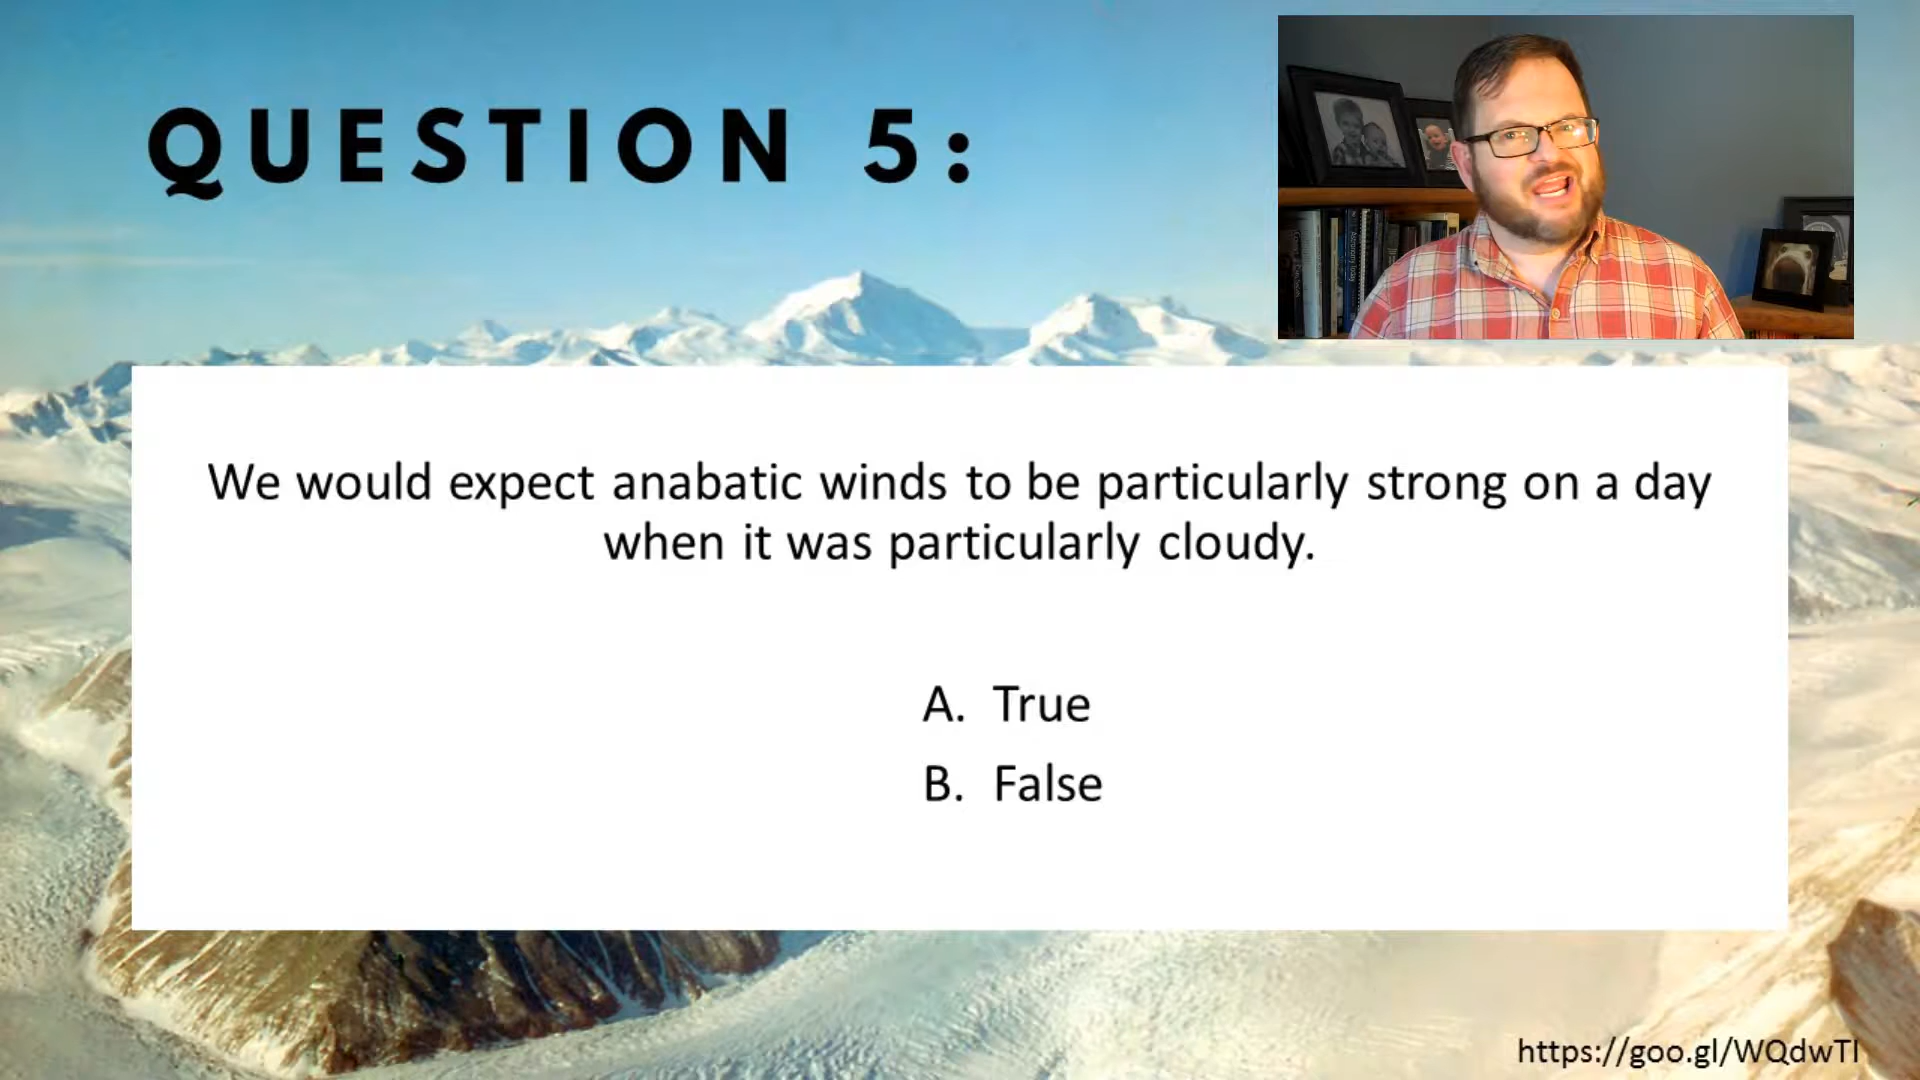 QUESTION 5:
We would expect anabatic winds to be particularly strong on a day
when it was particularly cloudy.
A. True
B. False
https://goo.gl/WQdwTI